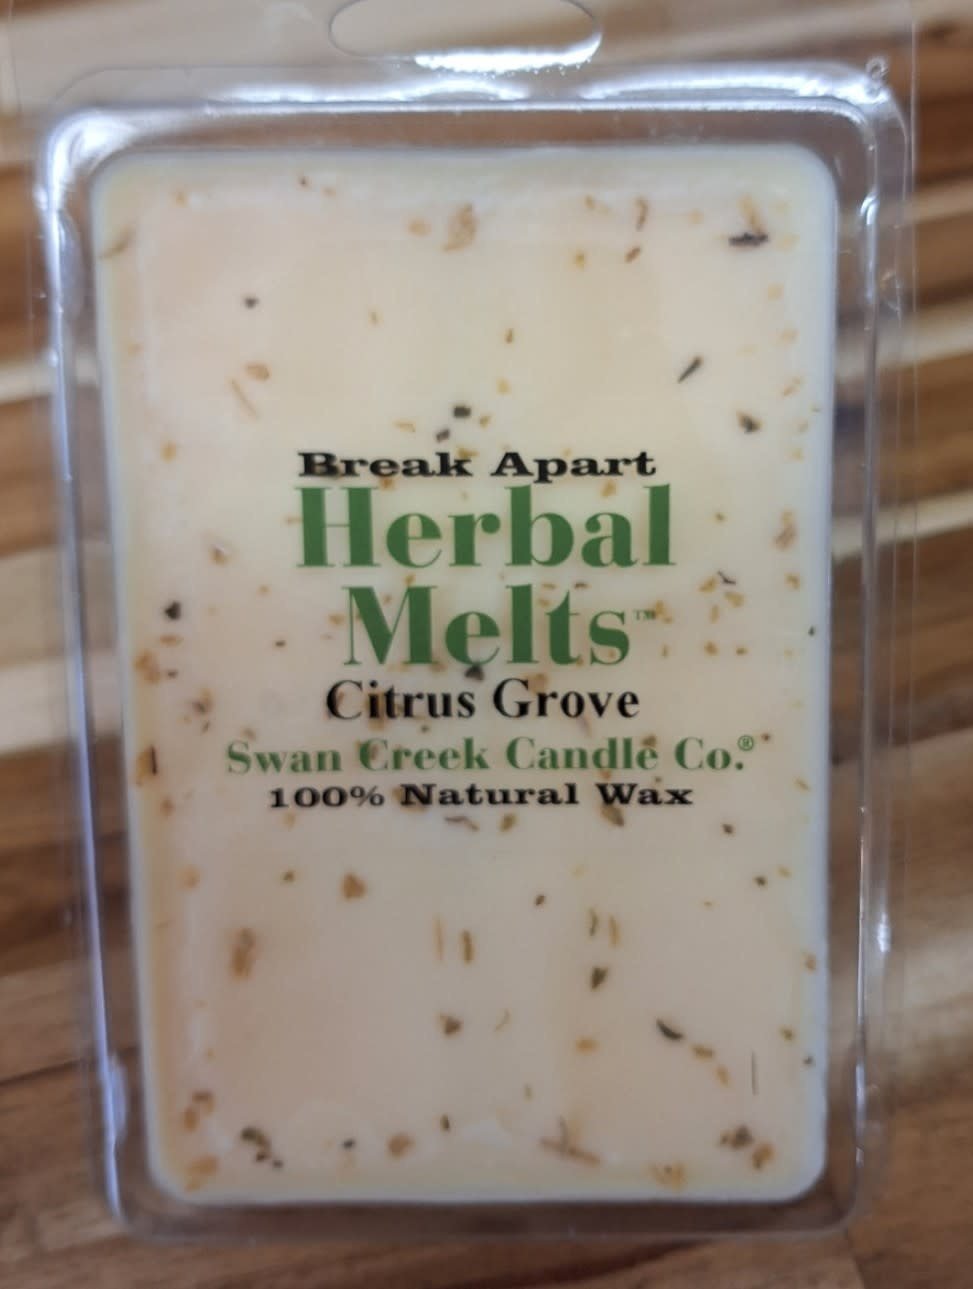 Break Apart
Herbal
Melts™
Citrus Grove
Swan Creek Candle Co.®
100% Natural Wax